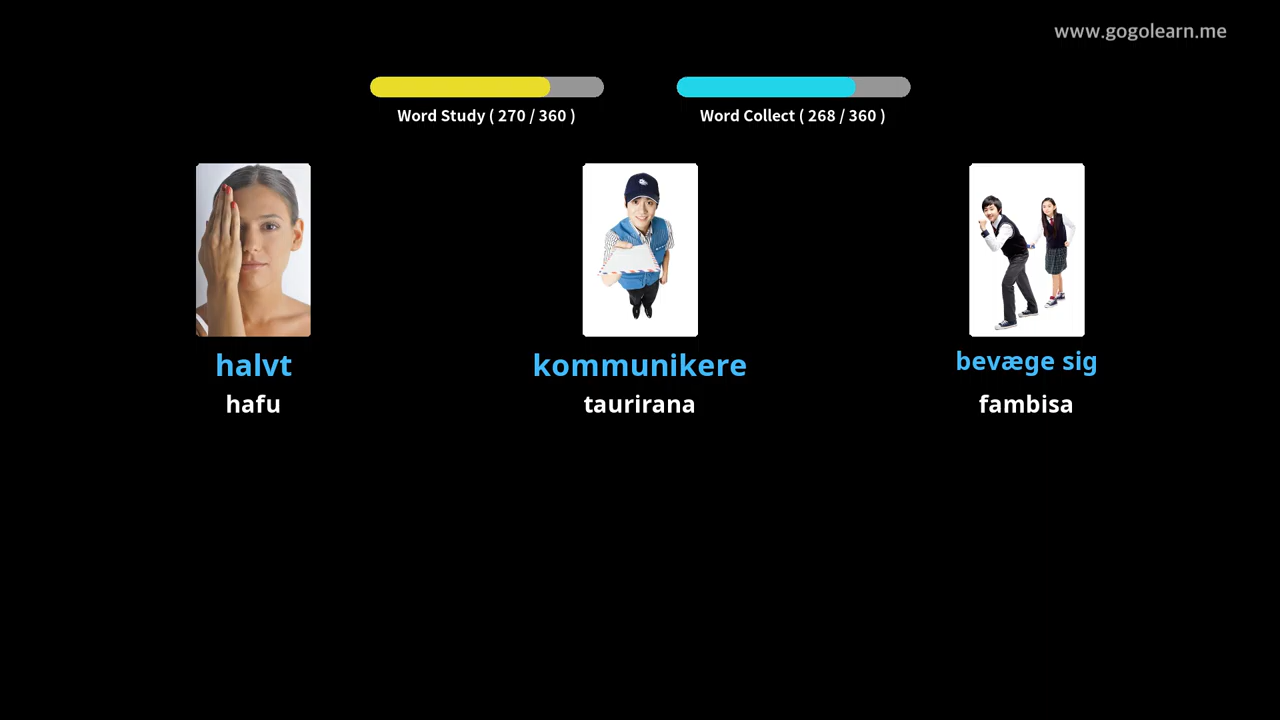 www.gogolearn.me
Word Study ( 270 / 360 )
Word Collect ( 268 / 360 )
halvt
hafu
kommunikere
taurirana
bevæge sig
fambisa